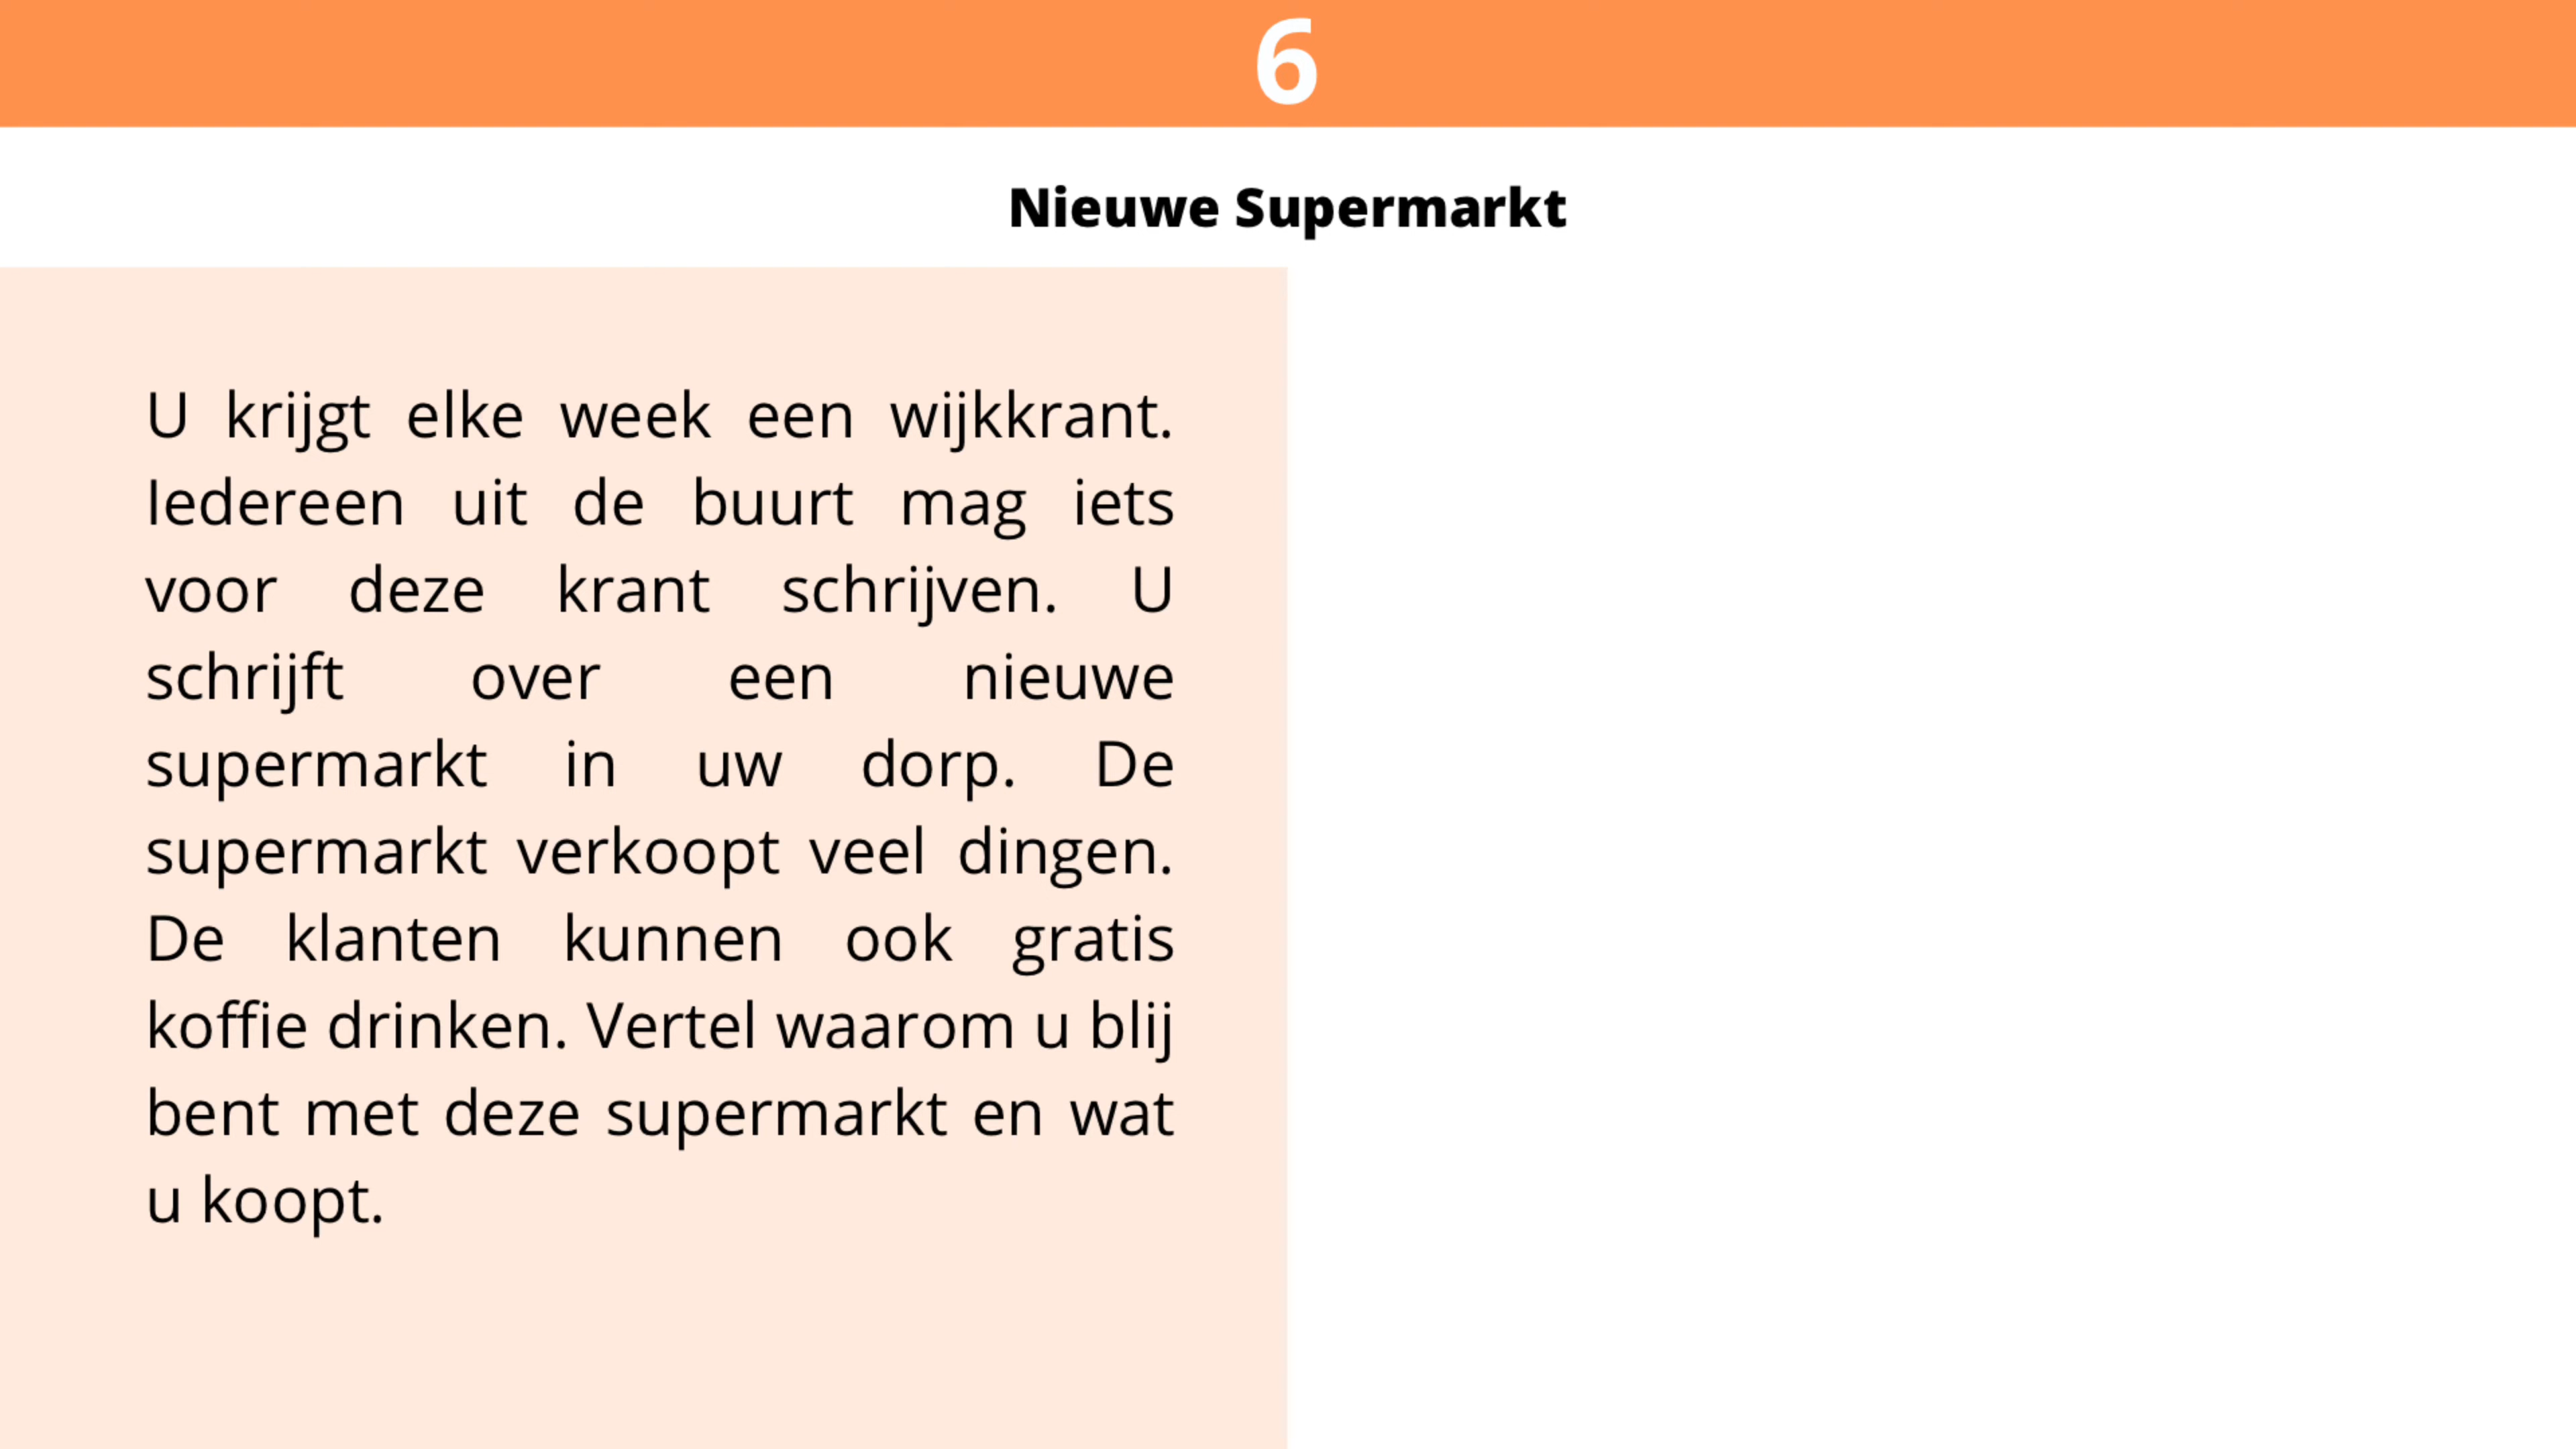 6
Nieuwe Supermarkt
U krijgt elke week een wijkkrant.
Iedereen uit de buurt mag iets
voor deze krant schrijven. U
schrijft over een nieuwe
supermarkt in uw dorp. De
supermarkt verkoopt veel dingen.
De klanten kunnen ook gratis
koffie drinken. Vertel waarom u blij
bent met deze supermarkt en wat
u koopt.